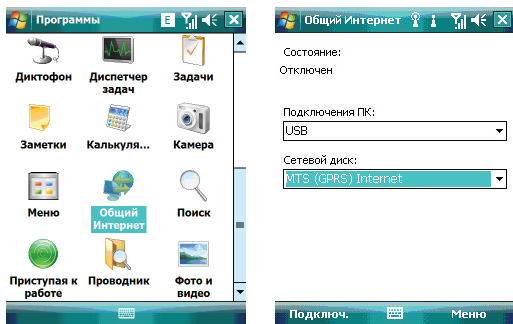 Программы
E
Диктофон
Диспетчер задач
Задачи
Заметки
Калькуля...
Камера
Меню
Общий Интернет
Поиск
Приступая к работе
Проводник
Фото и видео
Общий Интернет
Состояние:
Отключен
Подключения ПК:
USB
Сетевой диск:
MTS (GPRS) Internet
Подключ.
Меню